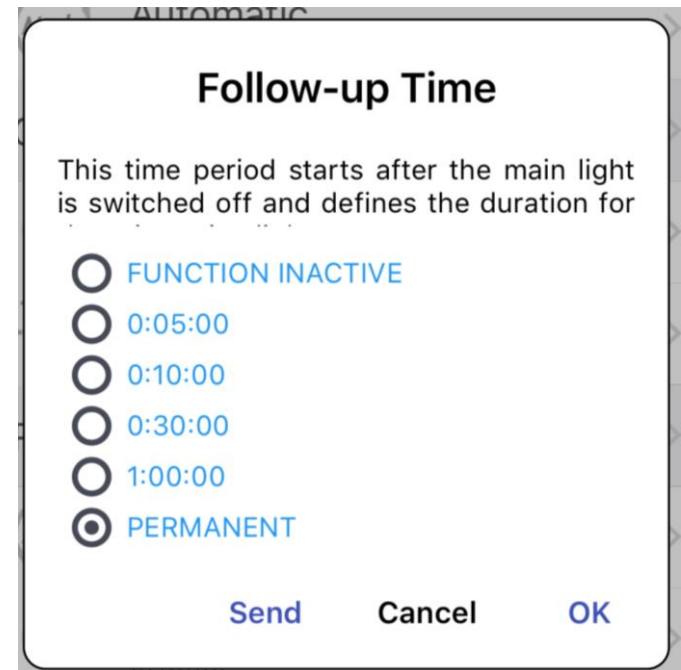 Automatic
Follow-up Time
This time period starts after the main light
is switched off and defines the duration for
FUNCTION INACTIVE
0:05:00
0:10:00
0:30:00
1:00:00
PERMANENT
Send Cancel OK